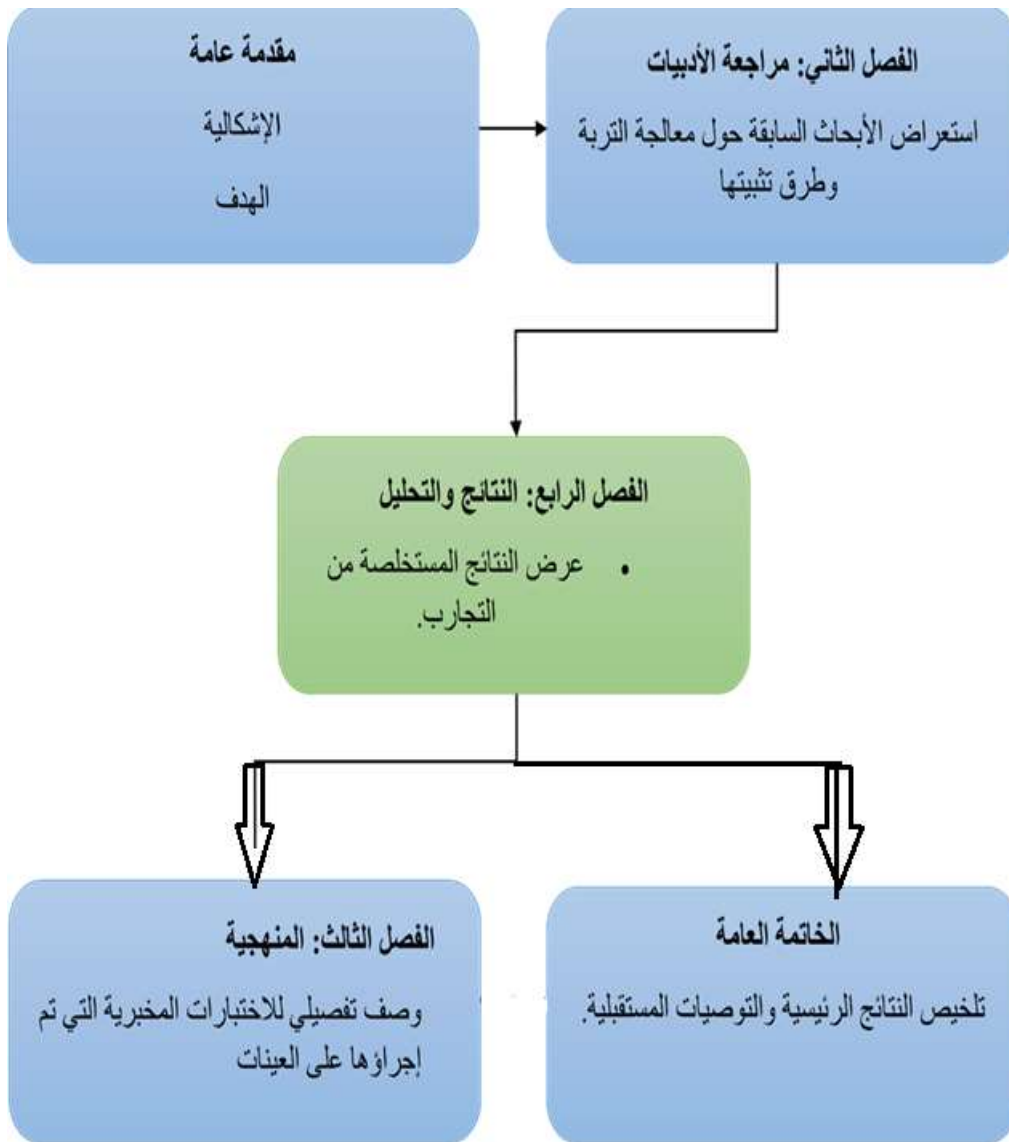 مقدمة عامة
الإشكالية
الهدف
الفصل الثاني: مراجعة الأدبيات
استعراض الأبحاث السابقة حول معالجة التربة
وطرق تثبيتها
الفصل الرابع: النتائج والتحليل
• عرض النتائج المستخلصة من
التجارب.
الفصل الثالث: المنهجية
وصف تفصيلي للاختبارات المخبرية التي تم
إجراؤها على العينات
الخاتمة العامة
تلخيص النتائج الرئيسية والتوصيات المستقبلية.